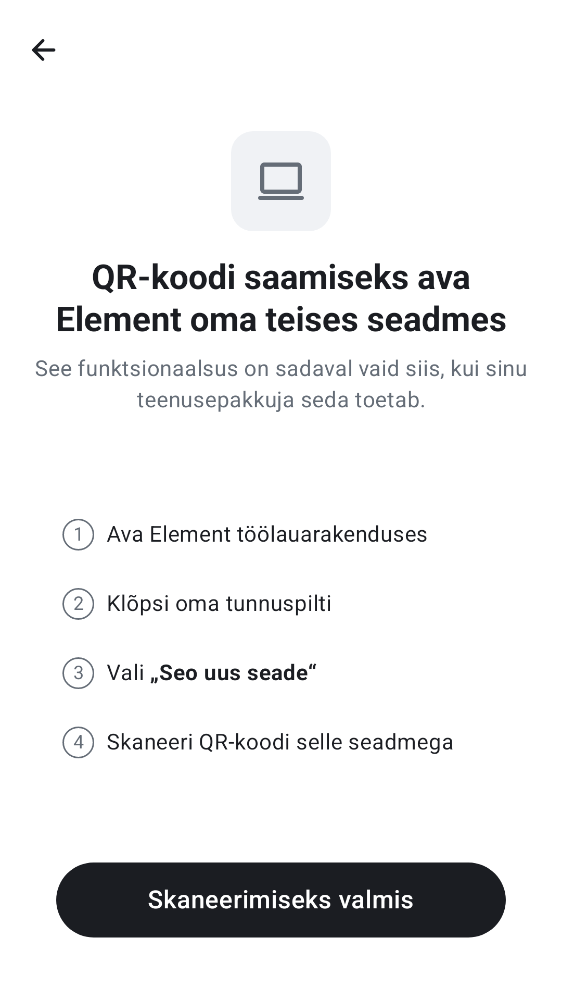 QR-koodi saamiseks ava
Element oma teises seadmes
See funktsionaalsus on sadaval vaid siis, kui sinu
teenusepakkuja seda toetab.
1 Ava Element töölauarakenduses
2 Klõpsi oma tunnuspilti
3 Vali „Seo uus seade“
4 Skaneeri QR-koodi selle seadmega
Skaneerimiseks valmis